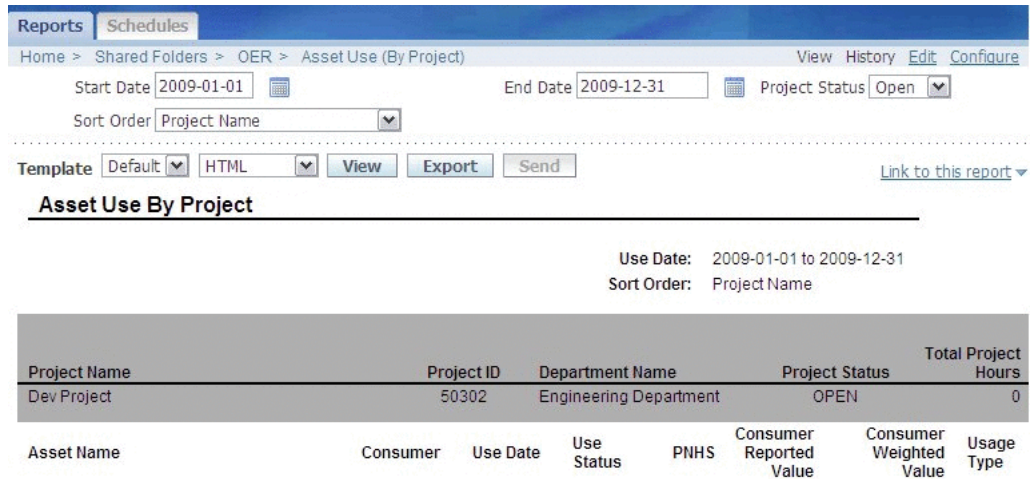 Reports Schedules
Home > Shared Folders > OER > Asset Use (By Project) View History Edit Configure
Start Date 2009-01-01 End Date 2009-12-31 Project Status Open
Sort Order Project Name
Template Default HTML View Export Send Link to this report
Asset Use By Project
Use Date: 2009-01-01 to 2009-12-31
Sort Order: Project Name
Project Name Project ID Department Name Project Status Total Project Hours
Dev Project 50302 Engineering Department OPEN 0
Asset Name Consumer Use Date Use Status PNHS Consumer Reported Value Consumer Weighted Value Usage Type